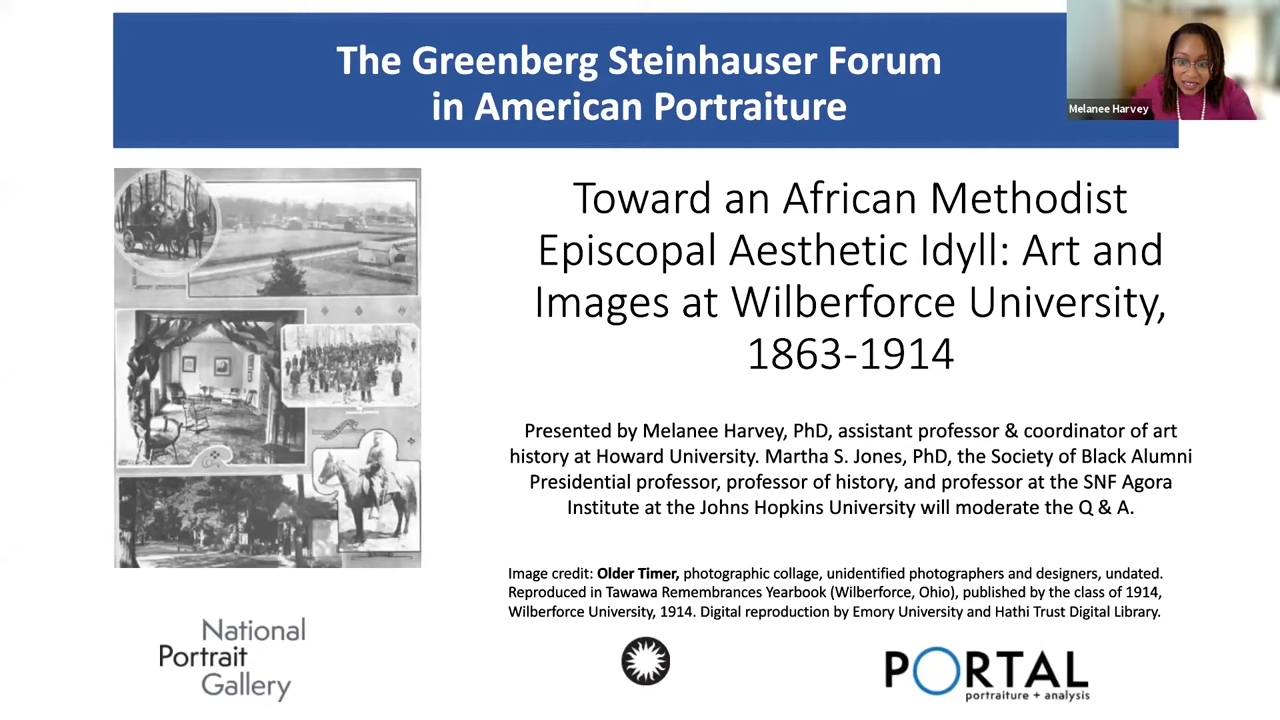 The Greenberg Steinhauser Forum
in American Portraiture
Melanee Harvey
Toward an African Methodist
Episcopal Aesthetic Idyll: Art and
Images at Wilberforce University,
1863-1914
Presented by Melanee Harvey, PhD, assistant professor & coordinator of art
history at Howard University. Martha S. Jones, PhD, the Society of Black Alumni
Presidential professor, professor of history, and professor at the SNF Agora
Institute at the Johns Hopkins University will moderate the Q & A.
Image credit: Older Timer, photographic collage, unidentified photographers and designers, undated.
Reproduced in Tawawa Remembrances Yearbook (Wilberforce, Ohio), published by the class of 1914,
Wilberforce University, 1914. Digital reproduction by Emory University and Hathi Trust Digital Library.
National
Portrait
Gallery
PORTAL
portraiture + analysis